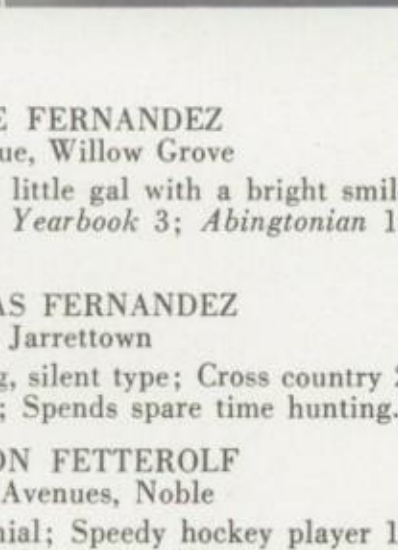 E FERNANDEZ
ue, Willow Grove
little gal with a bright smil
Yearbook 3; Abingtonian 1
AS FERNANDEZ
Jarrettown
g, silent type; Cross country 2
; Spends spare time hunting.
ON FETTEROLF
Avenues, Noble
nial; Speedy hockey player 1